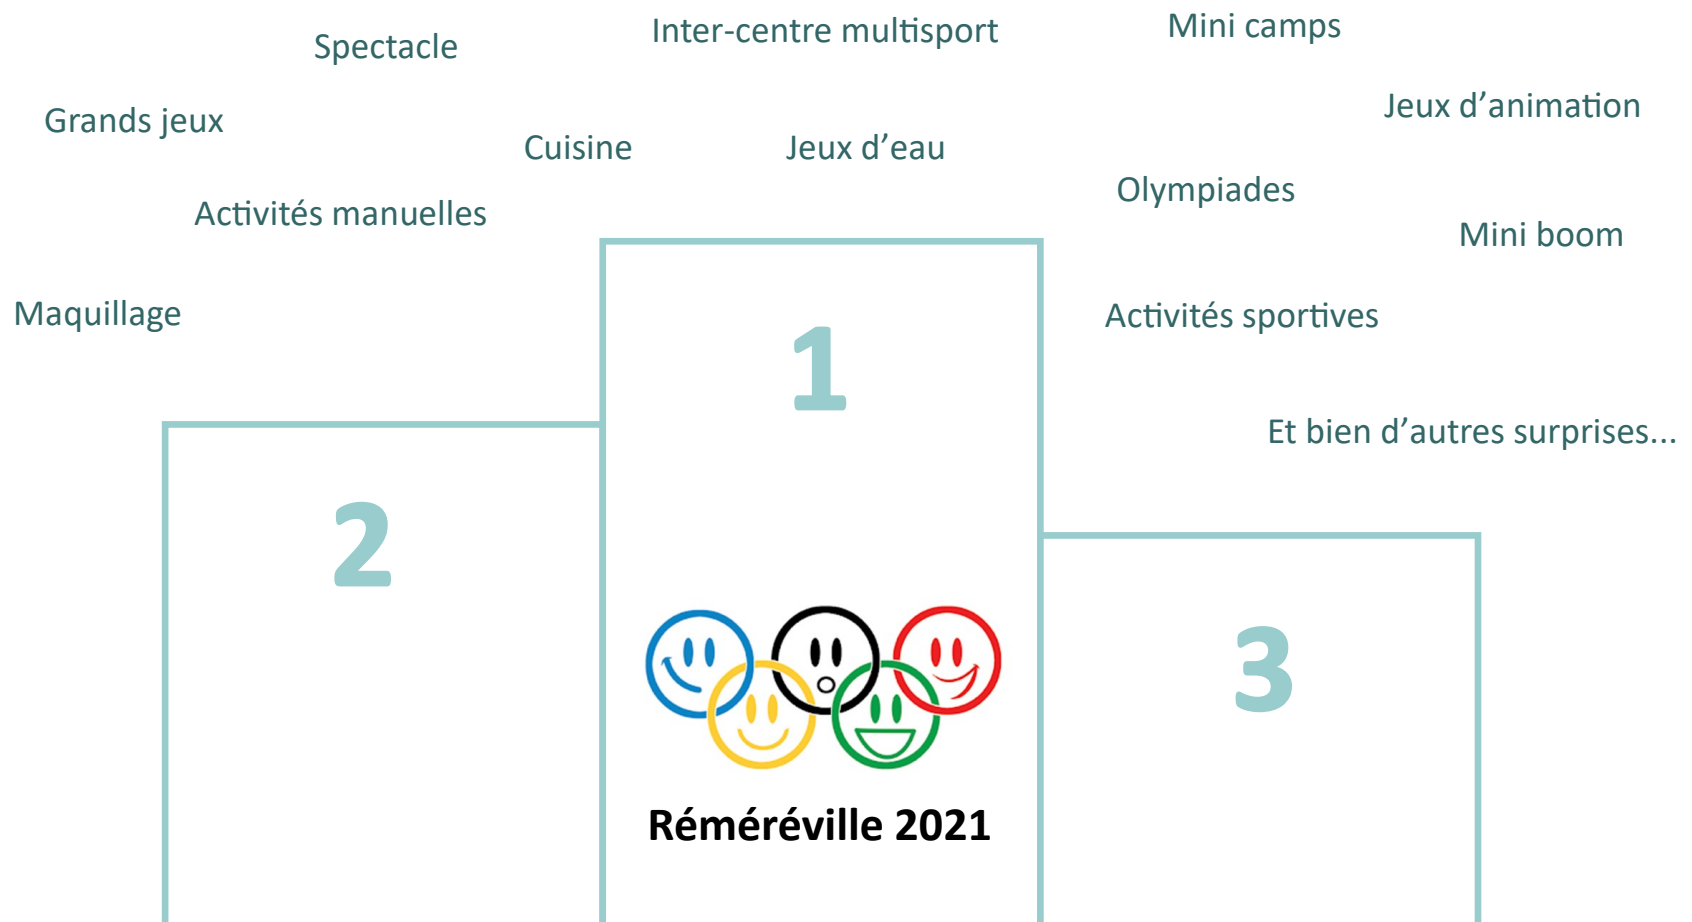 Inter-centre multisport
Mini camps
Spectacle
Jeux d’animation
Grands jeux
Cuisine
Jeux d’eau
Olympiades
Activités manuelles
Mini boom
Maquillage
Activités sportives
1
Et bien d’autres surprises...
2
3
Réméréville 2021